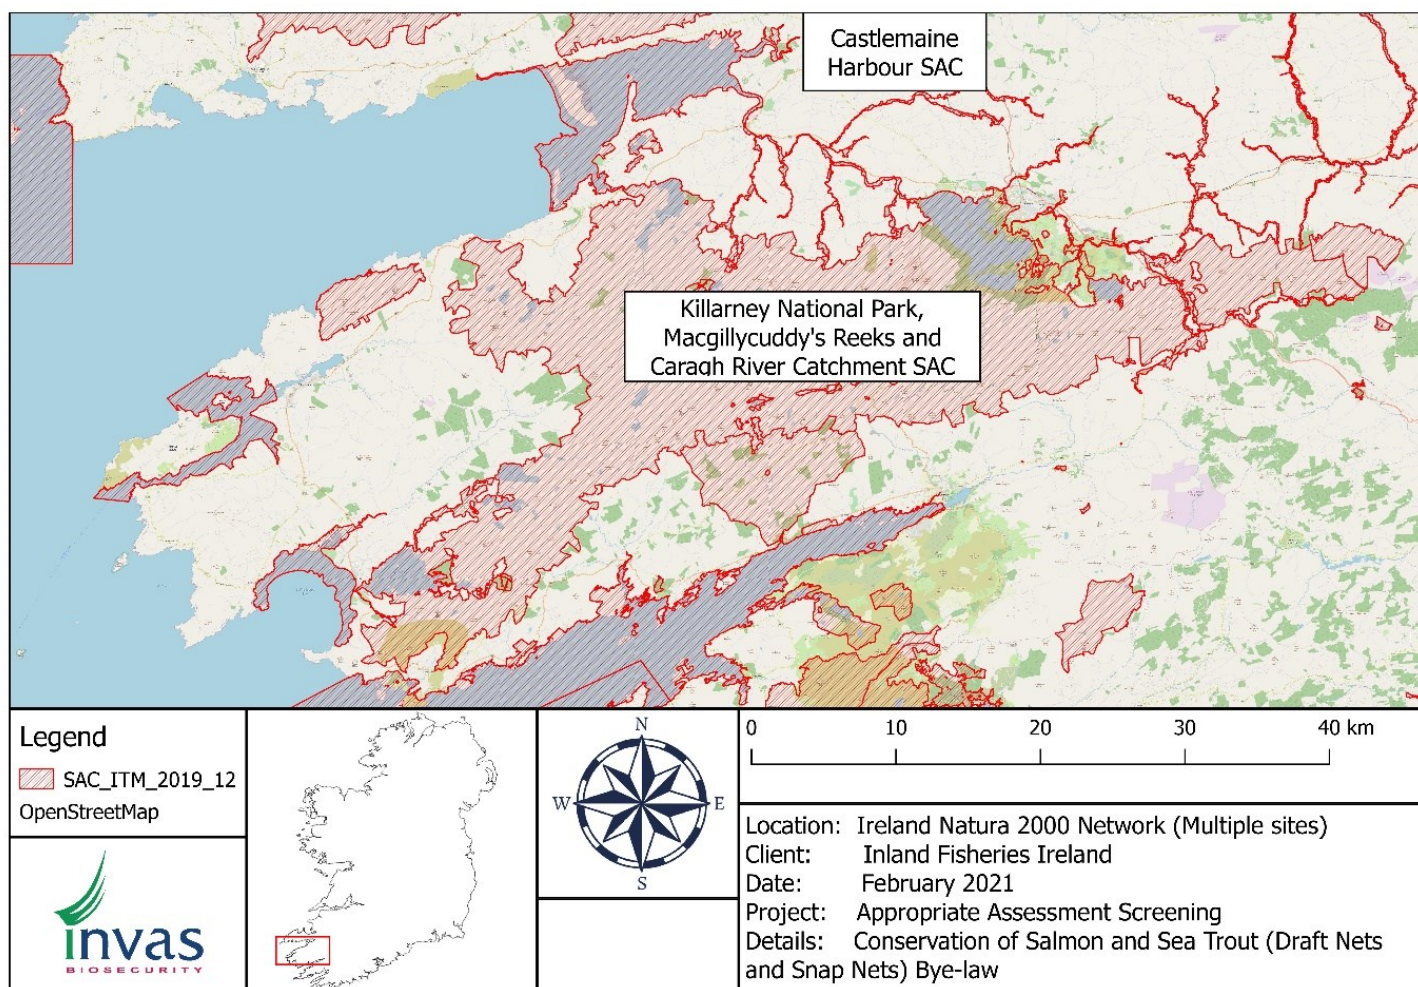 Castlemaine
Harbour SAC
Killarney National Park,
Macgillycuddy's Reeks and
Caragh River Catchment SAC
Legend
SAC_ITM_2019_12
OpenStreetMap
invas
BIOSECURITY
N
W
E
S
0 10 20 30 40 km
Location: Ireland Natura 2000 Network (Multiple sites)
Client: Inland Fisheries Ireland
Date: February 2021
Project: Appropriate Assessment Screening
Details: Conservation of Salmon and Sea Trout (Draft Nets
and Snap Nets) Bye-law